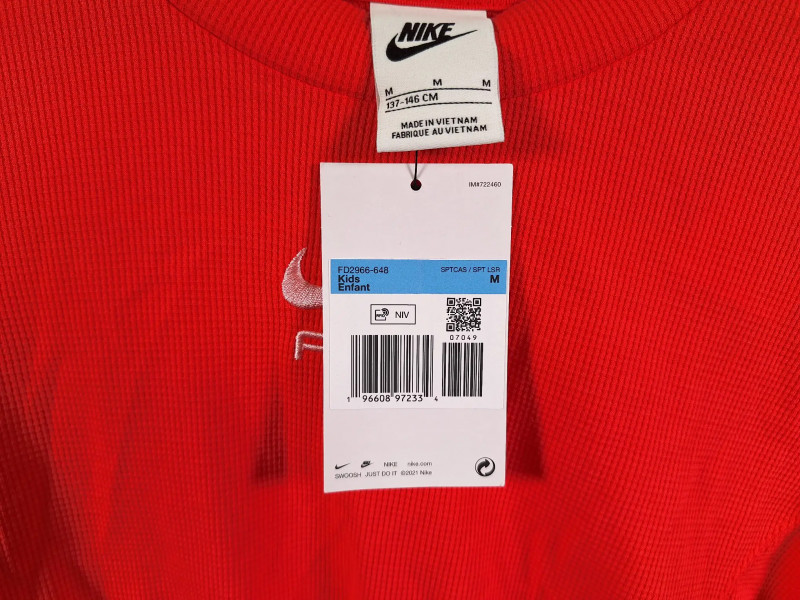 NIKE
M M M
137-146 CM
MADE IN VIETNAM
FABRIQUE AU VIETNAM
IM#722460
FD2966-648 SPTCAS / SPT LSR
Kids M
Enfant
NIV
07049
1 96608 97233 4
NIKE nike.com
SWOOSH JUST DO IT ©2021 Nike